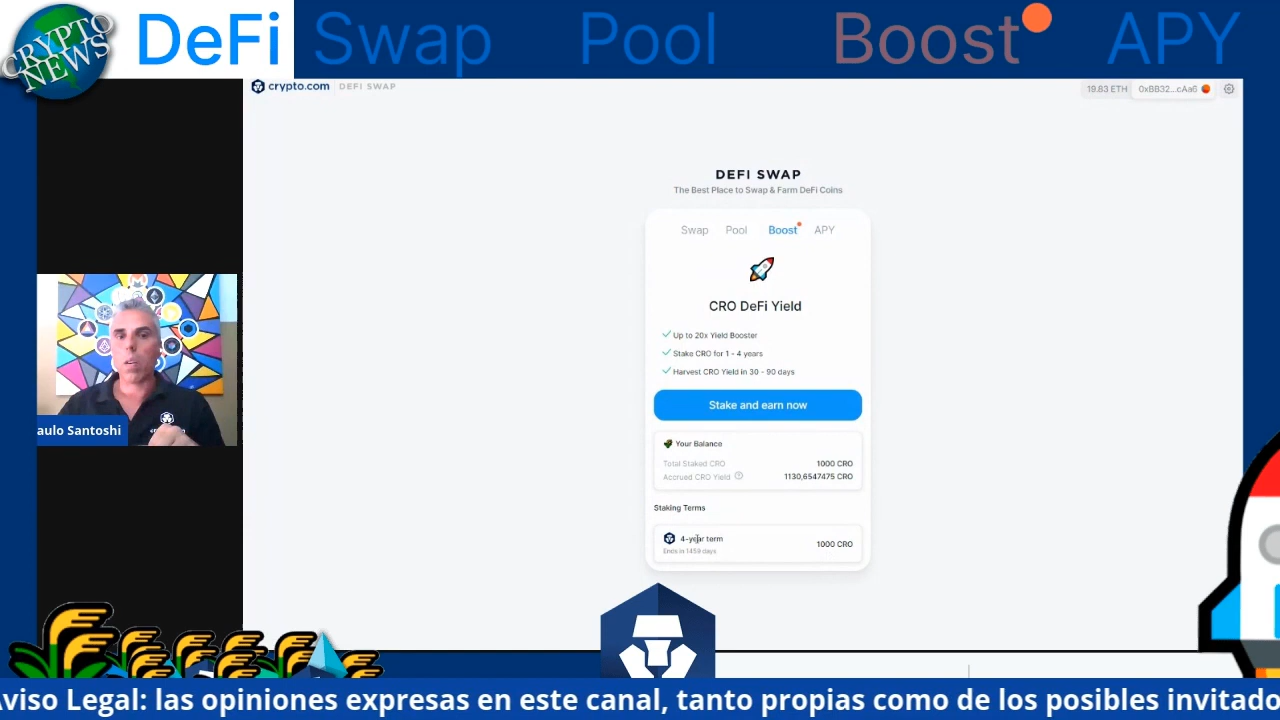 CRYPTO
NEWS
DeFi Swap Pool Boost APY
crypto.com DEFI SWAP
19.83 ETH 0xBB32...cAa6
DEFI SWAP
The Best Place to Swap & Farm DeFi Coins
Swap Pool Boost APY
CRO DeFi Yield
Up to 20x Yield Booster
Stake CRO for 1 - 4 years
Harvest CRO Yield in 30 - 90 days
Stake and earn now
Your Balance
Total Staked CRO 1000 CRO
Accrued CRO Yield 1130,6547475 CRO
Staking Terms
4-year term
1000 CRO
Ends in 1459 days
aulo Santoshi
Aviso Legal: las opiniones expresas en este canal, tanto propias como de los posibles invitado